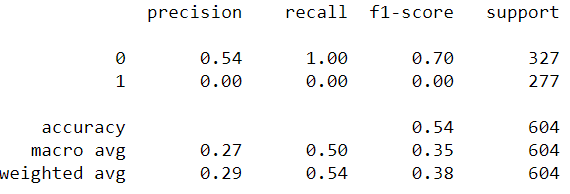 precision recall f1-score support
0 0.54 1.00 0.70 327
1 0.00 0.00 0.00 277
accuracy 0.54 604
macro avg 0.27 0.50 0.35 604
weighted avg 0.29 0.54 0.38 604